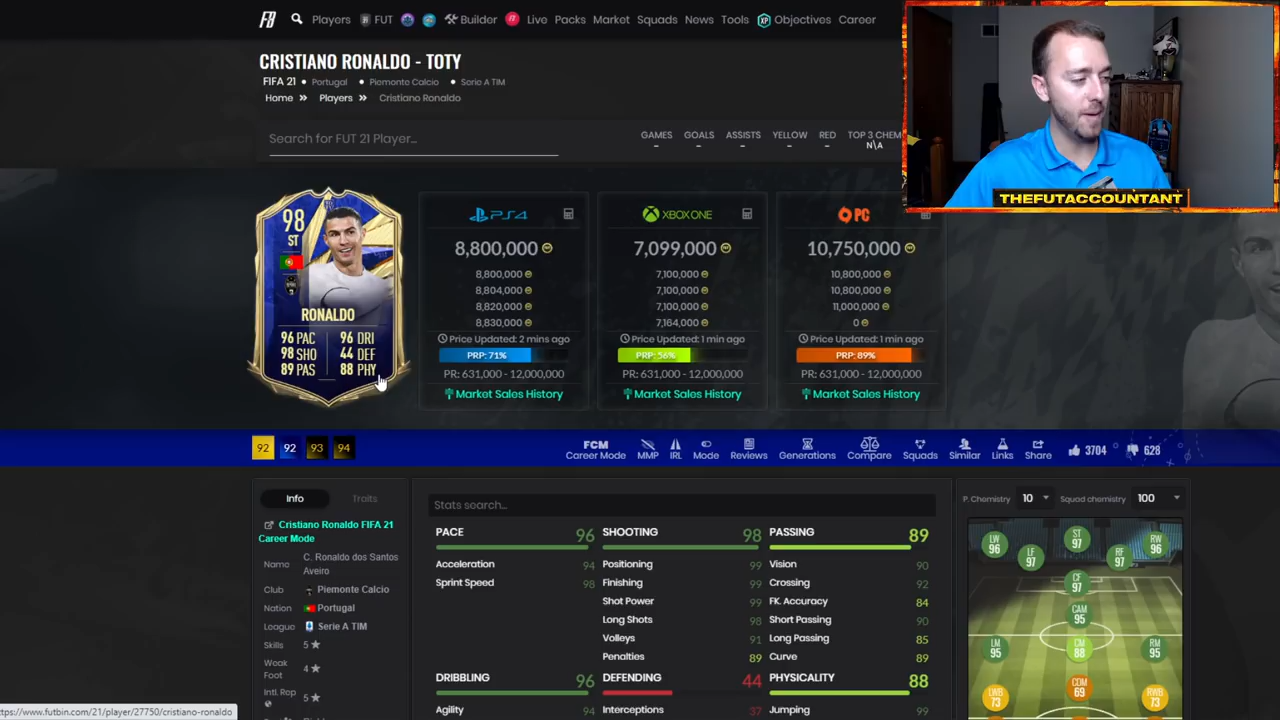 Players FUT Builder Live Packs Market Squads News Tools XP Objectives Career
CRISTIANO RONALDO - TOTY
FIFA 21 Portugal Piemonte Calcio Serie A TIM
Home Players Cristiano Ronaldo
Search for FUT 21 Player...
GAMES GOALS ASSISTS YELLOW RED TOP 3 CHEM
- - - - - N\A
THEFUTACCOUNTANT
98
ST
RONALDO
96 PAC 96 DRI
98 SHO 44 DEF
89 PAS 88 PHY
PS4
8,800,000
8,800,000
8,804,000
8,820,000
8,830,000
Price Updated: 2 mins ago
PRP: 71%
PR: 631,000 - 12,000,000
Market Sales History
XBOX ONE
7,099,000
7,100,000
7,100,000
7,100,000
7,164,000
Price Updated: 1 min ago
PRP: 56%
PR: 631,000 - 12,000,000
Market Sales History
PC
10,750,000
10,800,000
10,800,000
11,000,000
0
Price Updated: 1 min ago
PRP: 89%
PR: 631,000 - 12,000,000
Market Sales History
92 92 93 94
FCM
Career Mode MMP IRL Mode Reviews Generations Compare Squads Similar Links Share 3704 628
Info Traits
Cristiano Ronaldo FIFA 21
Career Mode
Name C. Ronaldo dos Santos
Aveiro
Club Piemonte Calcio
Nation Portugal
League Serie A TIM
Skills 5
Weak
Foot 4
Intl. Rep 5
Stats search...
PACE 96
Acceleration 94
Sprint Speed 98
SHOOTING 98
Positioning 99
Finishing 99
Shot Power 99
Long Shots 98
Volleys 91
Penalties 89
PASSING 89
Vision 90
Crossing 92
FK. Accuracy 84
Short Passing 90
Long Passing 85
Curve 89
DRIBBLING 96
Agility 94
DEFENDING 44
Interceptions 37
PHYSICALITY 88
Jumping 99
P. Chemistry 10 Squad chemistry 100
LW
96
LF
97
ST
97
RF
97
RW
96
CF
97
CAM
95
LM
95
CM
88
RM
95
LWB
73
CDM
69
RWB
73
ttps://www.futbin.com/21/player/27750/cristiano-ronaldo